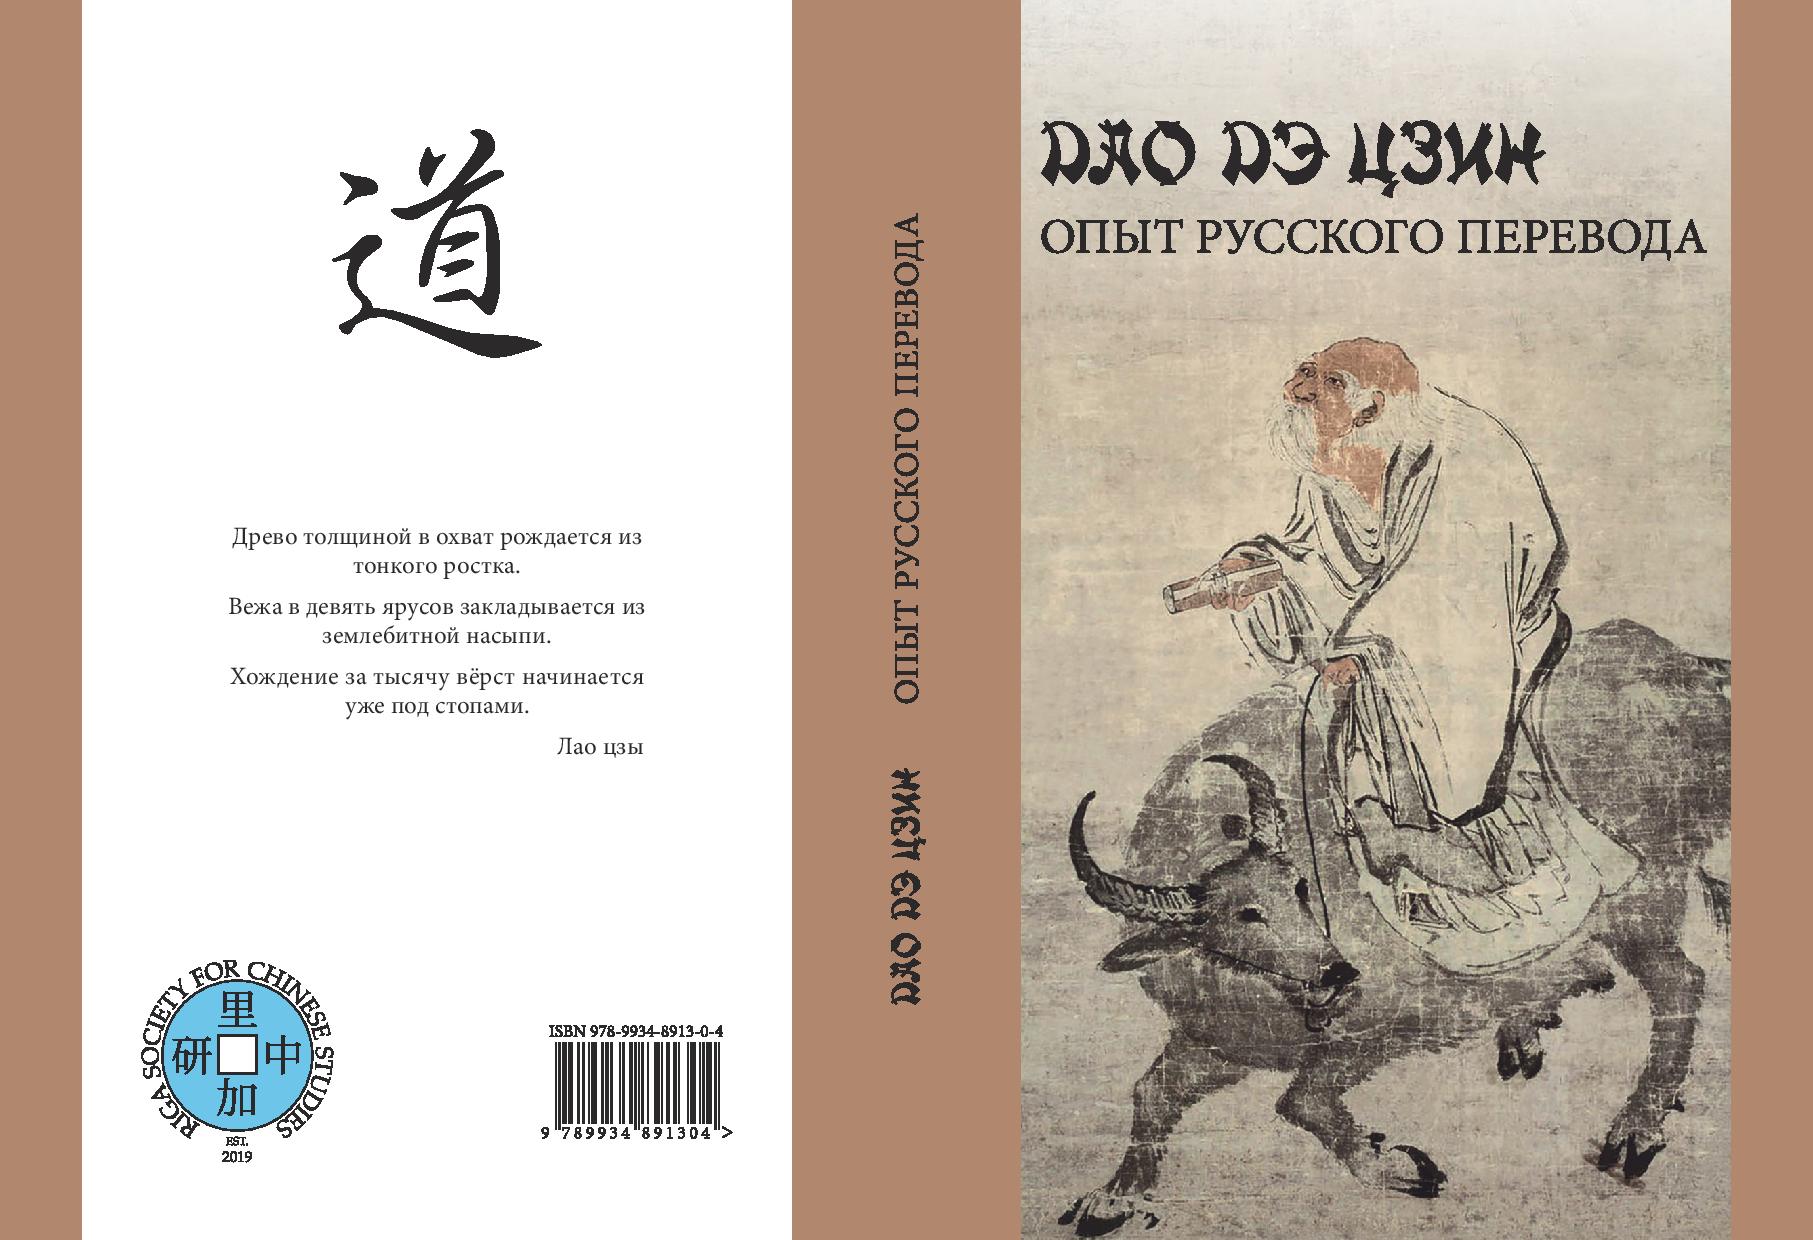 道
Древо толщиной в охват рождается из
тонкого ростка.
Вежа в девять ярусов закладывается из
землебитной насыпи.
Хождение за тысячу вёрст начинается
уже под стопами.
Лао цзы
RIGA SOCIETY FOR CHINESE STUDIES
里
研 中
加
EST.
2019
ISBN 978-9934-8913-0-4
9 789934 891304 >
ДАО ДЭ ЦЗИН ОПЫТ РУССКОГО ПЕРЕВОДА
ДАО ДЭ ЦЗИН
ОПЫТ РУССКОГО ПЕРЕВОДА